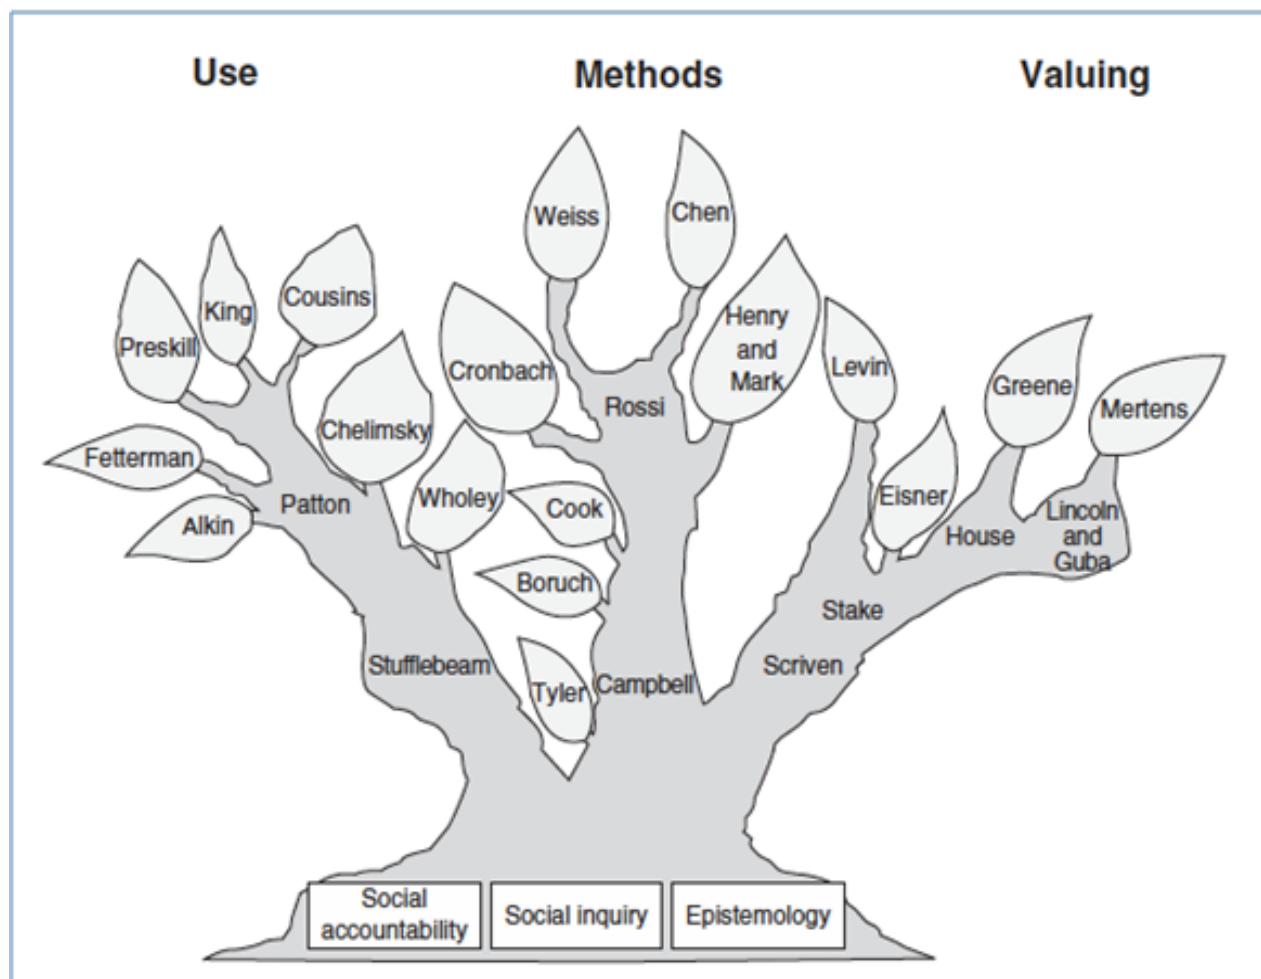 Use
Methods
Valuing
Weiss
Chen
King
Cousins
Preskill
Cronbach
Henry
and
Mark
Levin
Greene
Mertens
Rossi
Chelimsky
Fetterman
Alkin
Patton
Wholey
Cook
Eisner
House
Lincoln
and
Guba
Boruch
Stake
Stufflebeam
Tyler
Campbell
Scriven
Social
accountability
Social inquiry
Epistemology